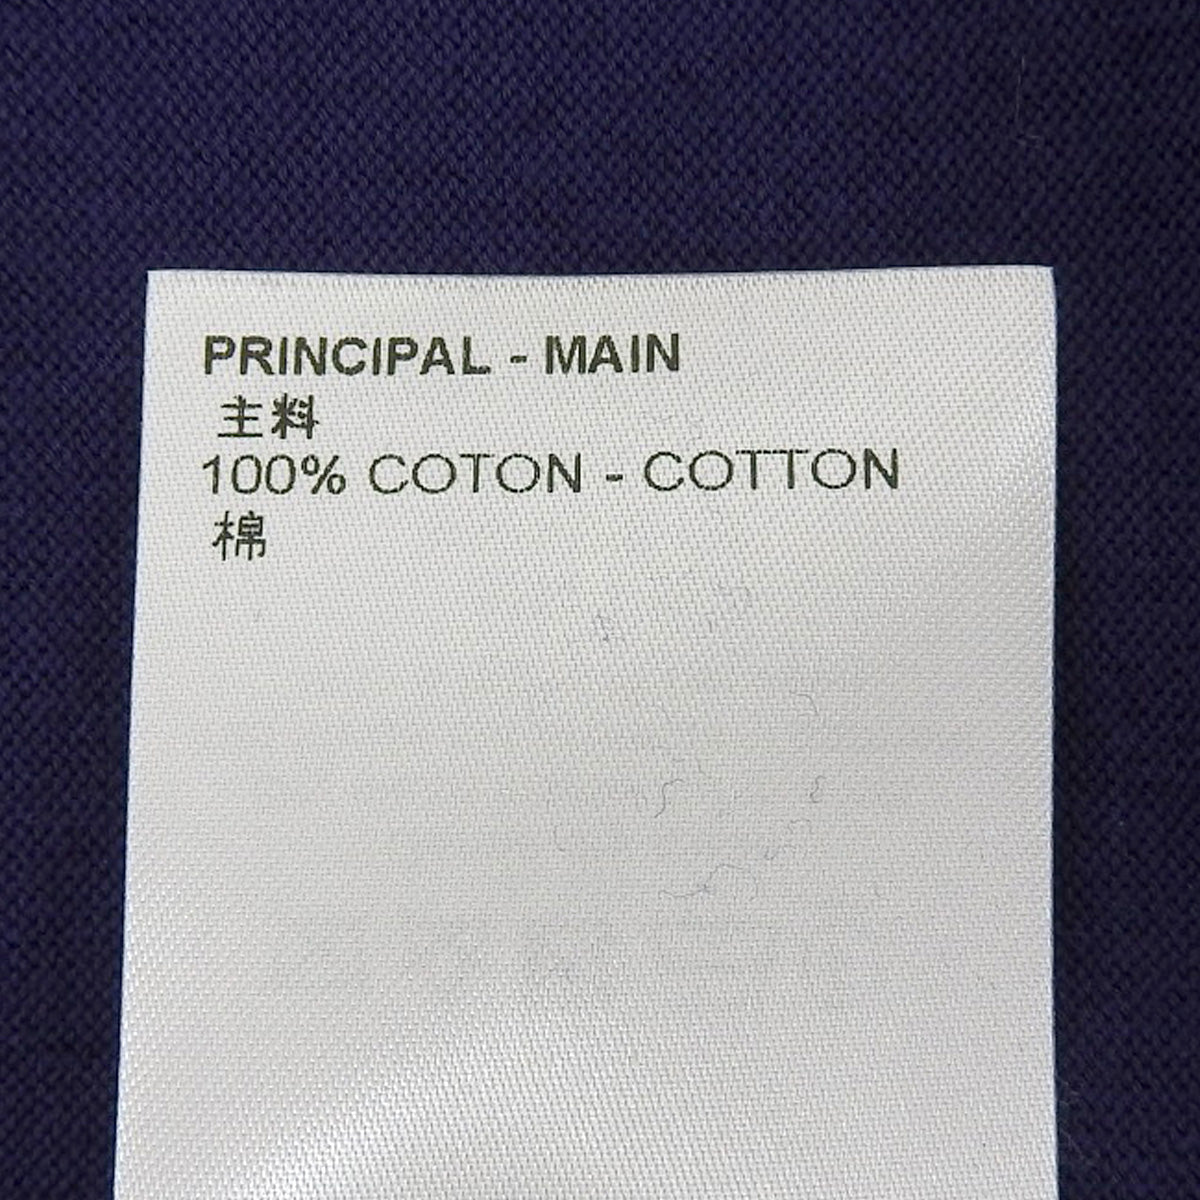 PRINCIPAL - MAIN
主料
100% COTON - COTTON
棉